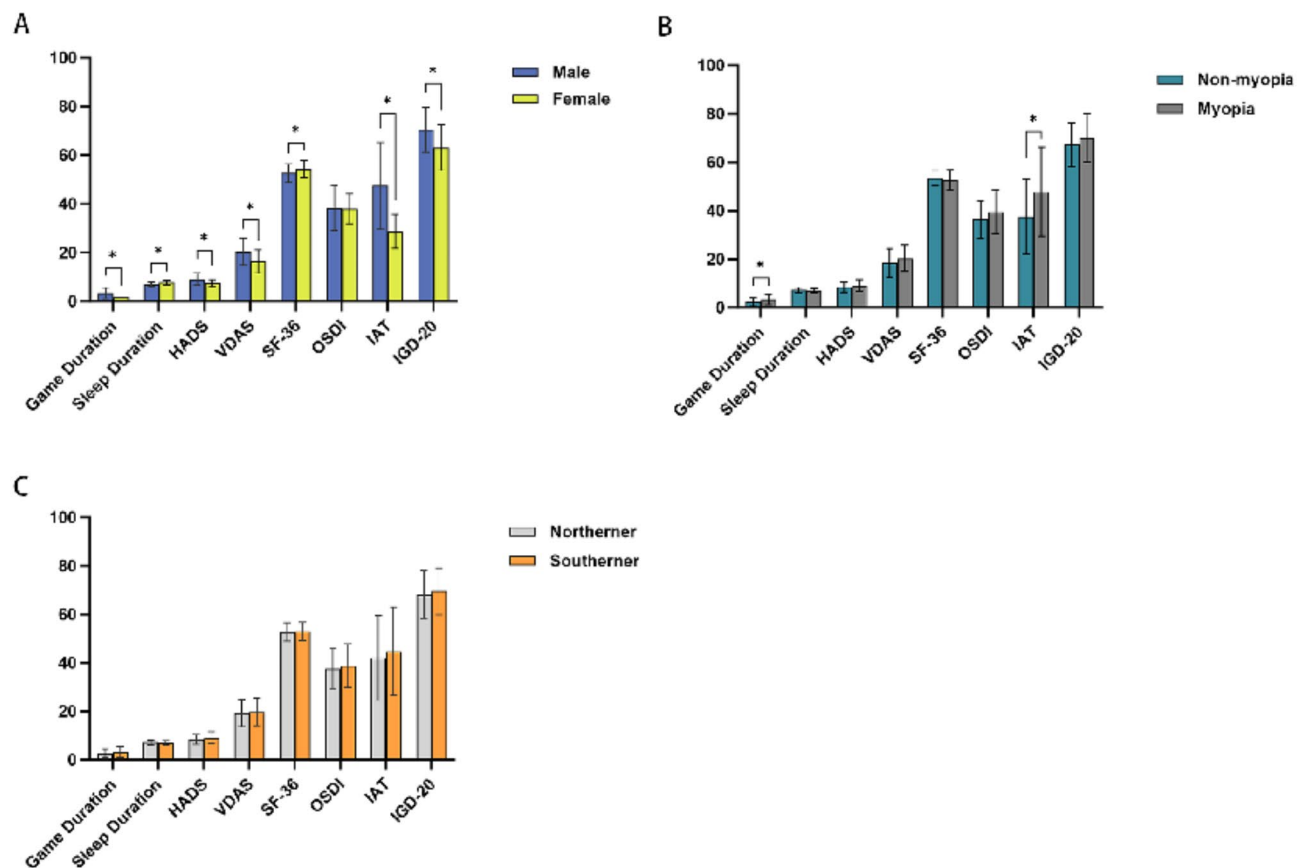 A
100
80
60
40
20
0
* * * * * * *
Male
Female
Game Duration
Sleep Duration
HADS
VDAS
SF-36
OSDI
IAT
IGD-20
B
100
80
60
40
20
0
* *
Non-myopia
Myopia
Game Duration
Sleep Duration
HADS
VDAS
SF-36
OSDI
IAT
IGD-20
C
100
80
60
40
20
0
Northerner
Southerner
Game Duration
Sleep Duration
HADS
VDAS
SF-36
OSDI
IAT
IGD-20